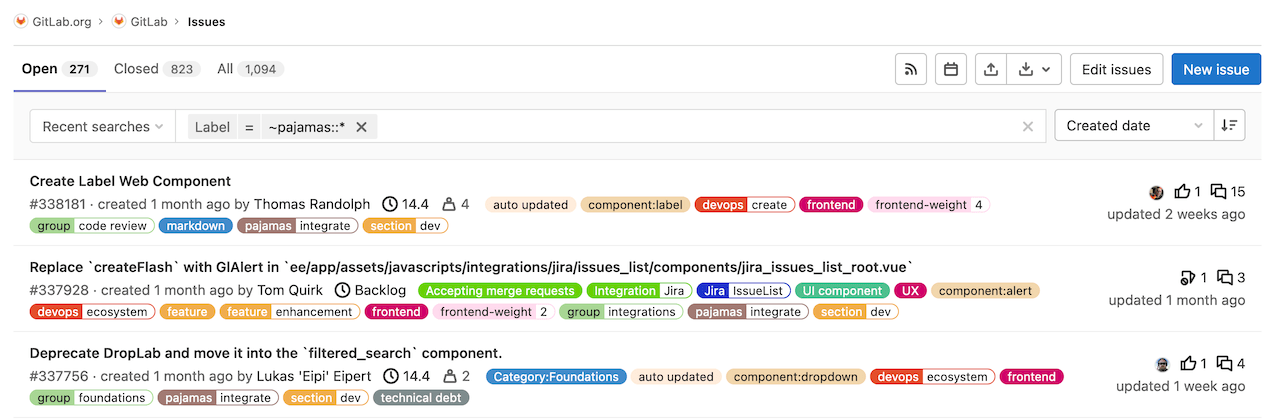 GitLab.org > GitLab > Issues
Open 271 Closed 823 All 1,094 Edit issues New issue
Recent searches Label = ~pajamas::* Created date
Create Label Web Component
#338181 · created 1 month ago by Thomas Randolph 14.4 4 auto updated component:label devops create frontend frontend-weight 4 1 15
group code review markdown pajamas integrate section dev updated 2 weeks ago
Replace `createFlash` with GlAlert in `ee/app/assets/javascripts/integrations/jira/issues_list/components/jira_issues_list_root.vue`
#337928 · created 1 month ago by Tom Quirk Backlog Accepting merge requests Integration Jira Jira IssueList UI component UX component:alert 1 3
devops ecosystem feature feature enhancement frontend frontend-weight 2 group integrations pajamas integrate section dev updated 1 month ago
Deprecate DropLab and move it into the `filtered_search` component.
#337756 · created 1 month ago by Lukas 'Eipi' Eipert 14.4 2 Category:Foundations auto updated component:dropdown devops ecosystem frontend 1 4
group foundations pajamas integrate section dev technical debt updated 1 week ago